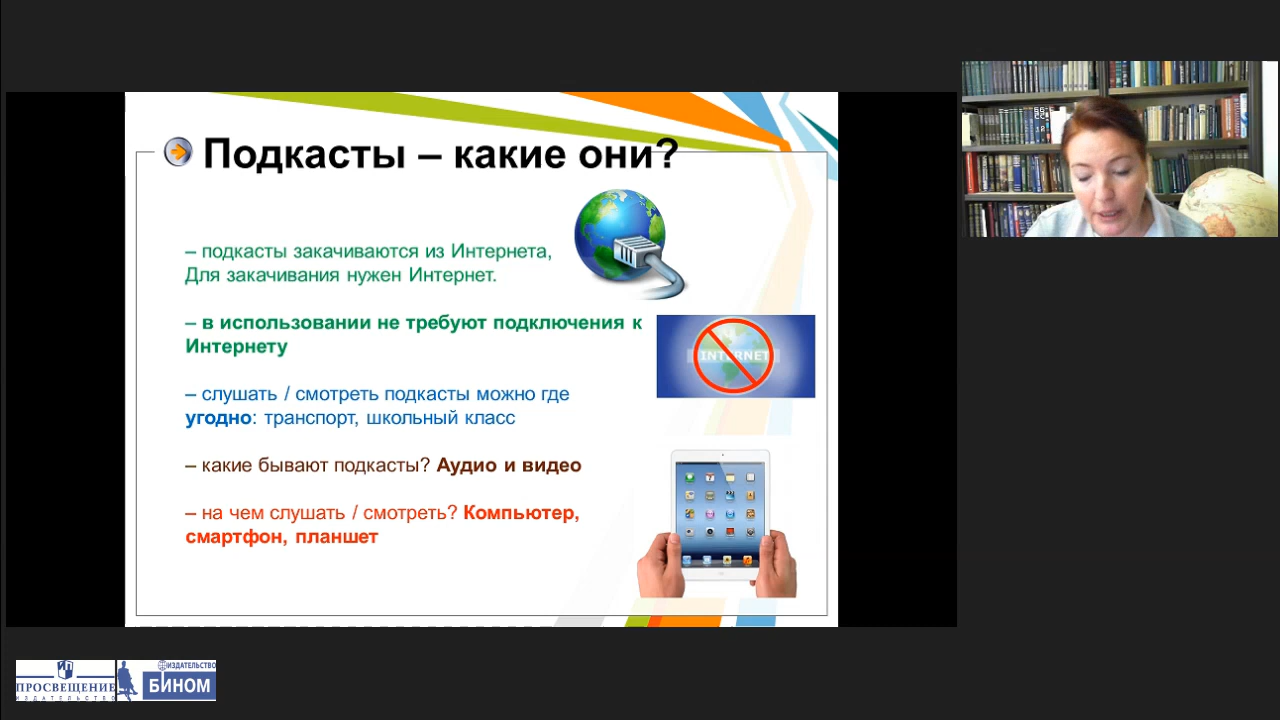 Подкасты – какие они?
– подкасты закачиваются из Интернета,
Для закачивания нужен Интернет.
– в использовании не требуют подключения к
Интернету
INTERNET
– слушать / смотреть подкасты можно где
угодно: транспорт, школьный класс
– какие бывают подкасты? Аудио и видео
– на чем слушать / смотреть? Компьютер,
смартфон, планшет
ПРОСВЕЩЕНИЕ
ИЗДАТЕЛЬСТВО
ИЗДАТЕЛЬСТВО
БИНОМ